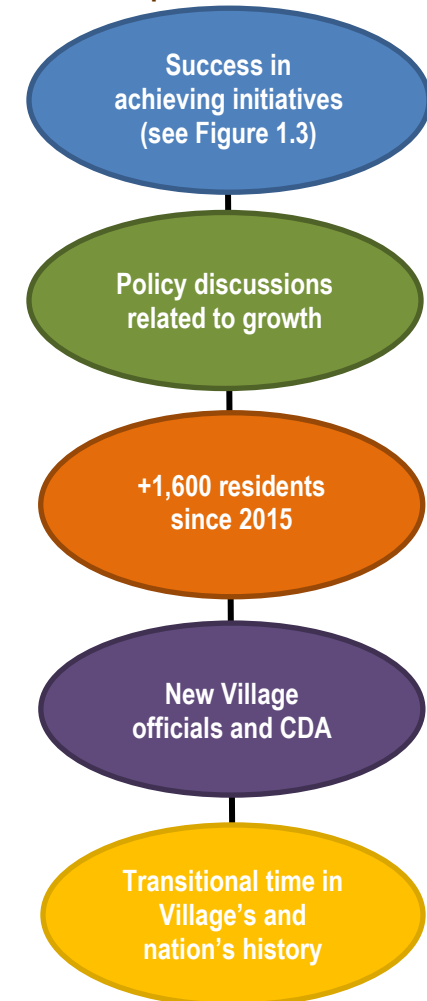 Success in
achieving initiatives
(see Figure 1.3)
Policy discussions
related to growth
+1,600 residents
since 2015
New Village
officials and CDA
Transitional time in
Village's and
nation's history